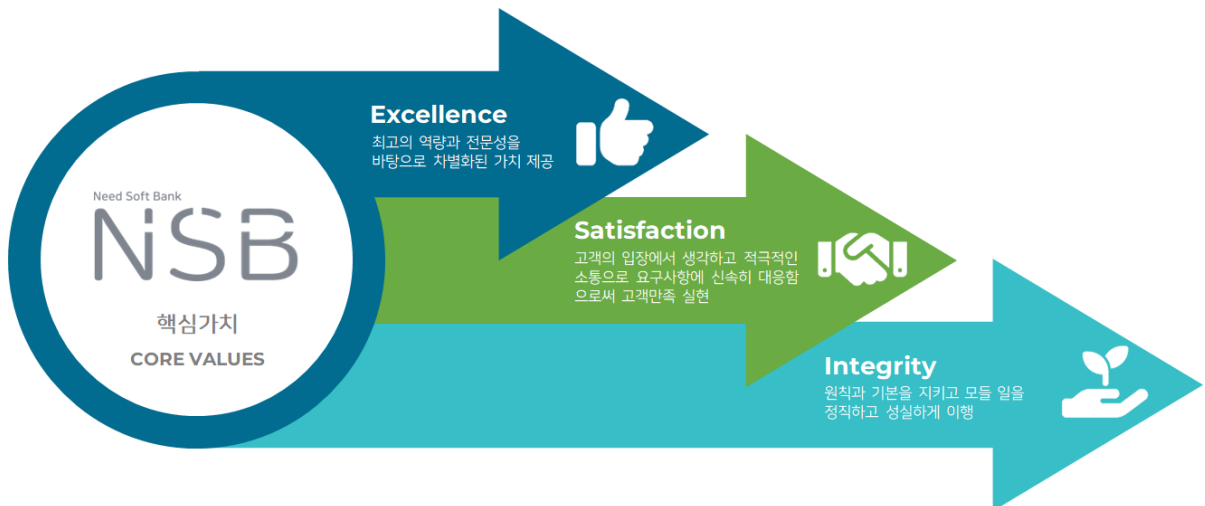 Need Soft Bank
NSB
핵심가치
CORE VALUES
Excellence
최고의 역량과 전문성을
바탕으로 차별화된 가치 제공
Satisfaction
고객의 입장에서 생각하고 적극적인
소통으로 요구사항에 신속히 대응함
으로써 고객만족 실현
Integrity
원칙과 기본을 지키고 모들 일을
정직하고 성실하게 이행